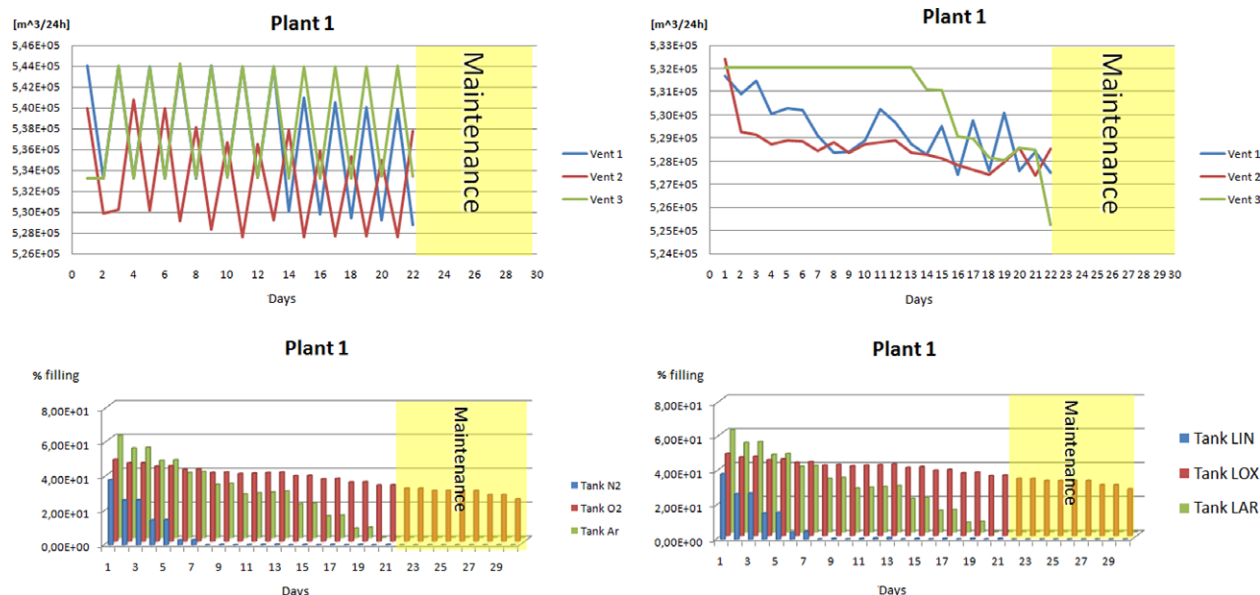 Plant 1
[m^3/24h]
5,46E+05
5,44E+05
5,42E+05
5,40E+05
5,38E+05
5,36E+05
5,34E+05
5,32E+05
5,30E+05
5,28E+05
5,26E+05
0 2 4 6 8 10 12 14 16 18 20 22 24 26 28 30
Days
Maintenance
Vent 1
Vent 2
Vent 3
Plant 1
[m^3/24h]
5,33E+05
5,32E+05
5,31E+05
5,30E+05
5,29E+05
5,28E+05
5,27E+05
5,26E+05
5,25E+05
5,24E+05
0 1 2 3 4 5 6 7 8 9 10 11 12 13 14 15 16 17 18 19 20 21 22 23 24 25 26 27 28 29 30
Days
Maintenance
Vent 1
Vent 2
Vent 3
Plant 1
% filling
8,00E+01
6,00E+01
4,00E+01
2,00E+01
0,00E+00
1 3 5 7 9 11 13 15 17 19 21 23 25 27 29
Days
Maintenance
Tank N2
Tank O2
Tank Ar
Plant 1
% filling
8,00E+01
6,00E+01
4,00E+01
2,00E+01
0,00E+00
1 3 5 7 9 11 13 15 17 19 21 23 25 27 29
Days
Maintenance
Tank LIN
Tank LOX
Tank LAR